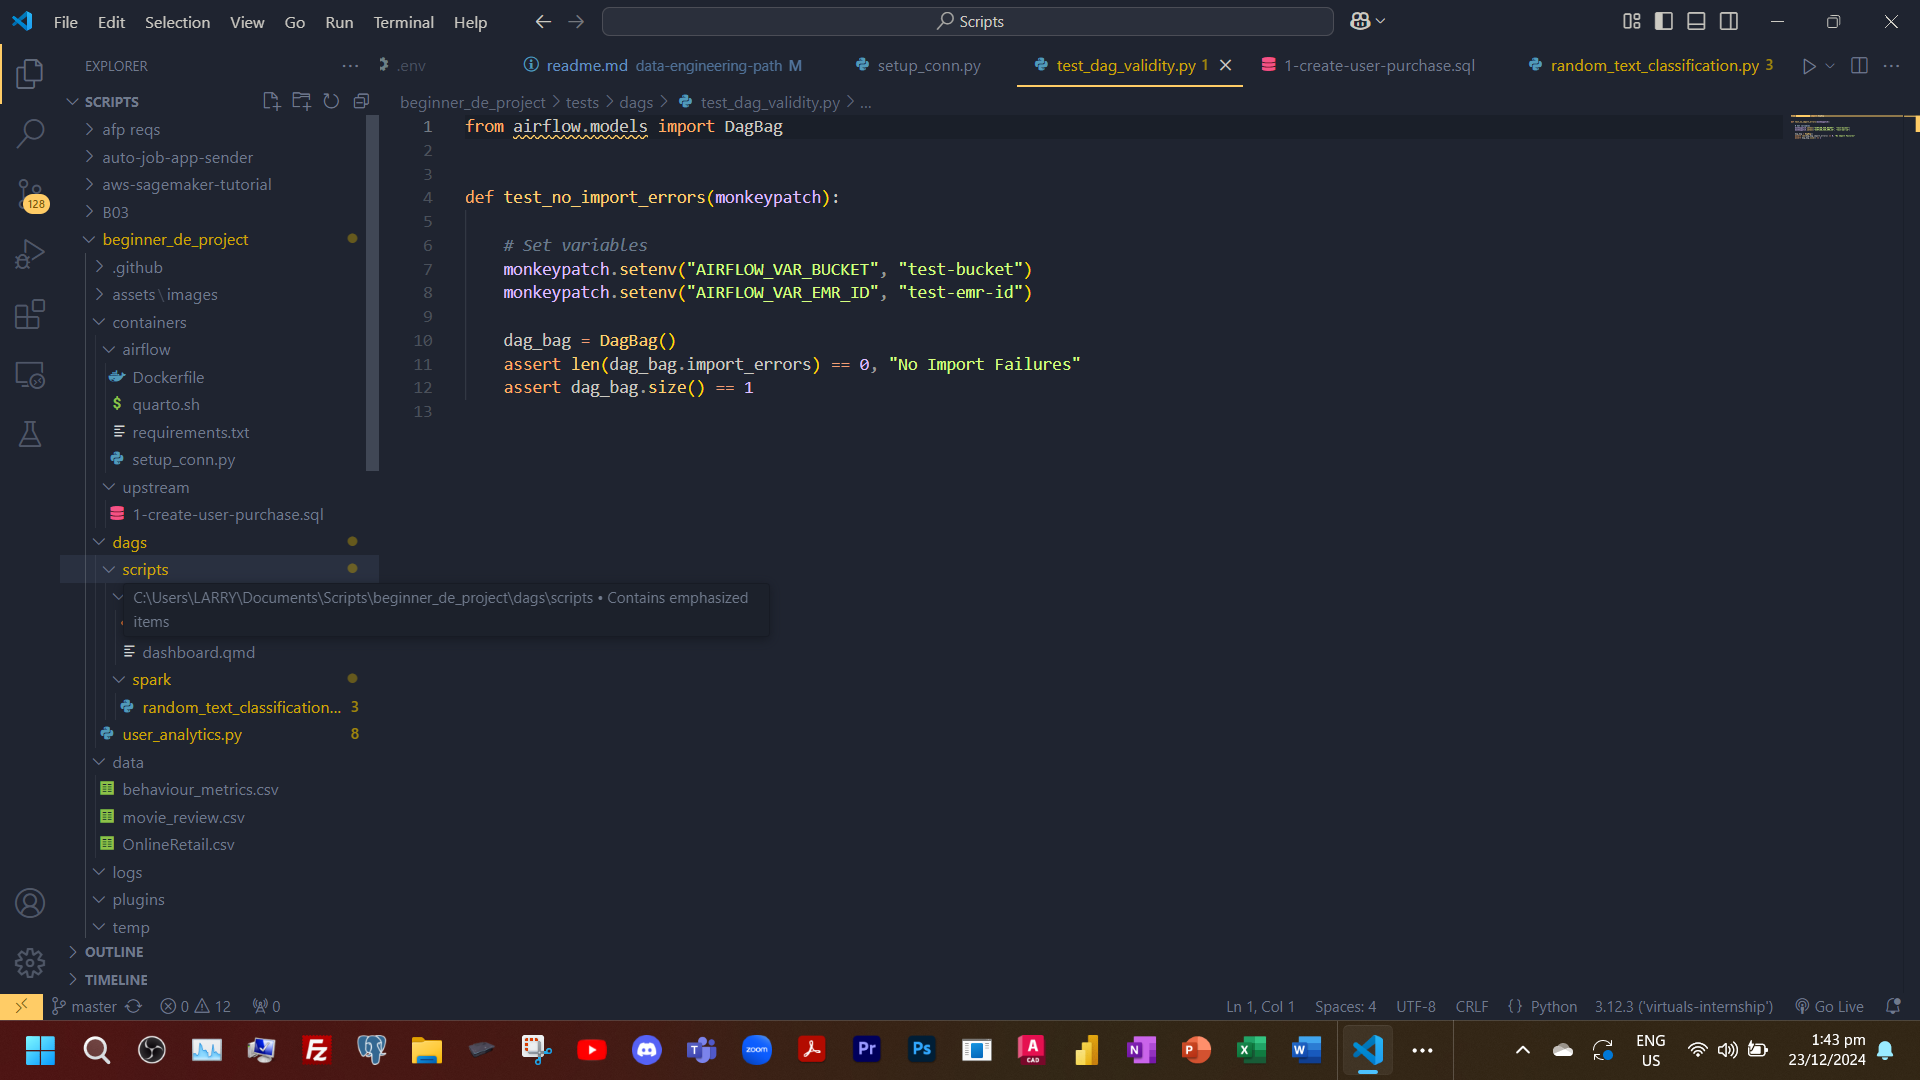 File Edit Selection View Go Run Terminal Help
Scripts
EXPLORER
.env
readme.md data-engineering-path M
setup_conn.py
test_dag_validity.py 1
1-create-user-purchase.sql
random_text_classification.py 3
SCRIPTS
beginner_de_project > tests > dags > test_dag_validity.py > ...
afp reqs
auto-job-app-sender
aws-sagemaker-tutorial
B03
128
beginner_de_project
.github
assets\images
containers
airflow
Dockerfile
quarto.sh
requirements.txt
setup_conn.py
upstream
1-create-user-purchase.sql
dags
scripts
C:\Users\LARRY\Documents\Scripts\beginner_de_project\dags\scripts • Contains emphasized
items
dashboard.qmd
spark
random_text_classification... 3
user_analytics.py 8
data
behaviour_metrics.csv
movie_review.csv
OnlineRetail.csv
logs
plugins
temp
OUTLINE
TIMELINE
1 from airflow.models import DagBag
2
3
4 def test_no_import_errors(monkeypatch):
5
6 # Set variables
7 monkeypatch.setenv("AIRFLOW_VAR_BUCKET", "test-bucket")
8 monkeypatch.setenv("AIRFLOW_VAR_EMR_ID", "test-emr-id")
9
10 dag_bag = DagBag()
11 assert len(dag_bag.import_errors) == 0, "No Import Failures"
12 assert dag_bag.size() == 1
13
master 0 12 0
Ln 1, Col 1 Spaces: 4 UTF-8 CRLF {} Python 3.12.3 ('virtuals-internship') Go Live
Fz
zoom
Pr
Ps
A
CAD
N
P
X
W
ENG
US
1:43 pm
23/12/2024